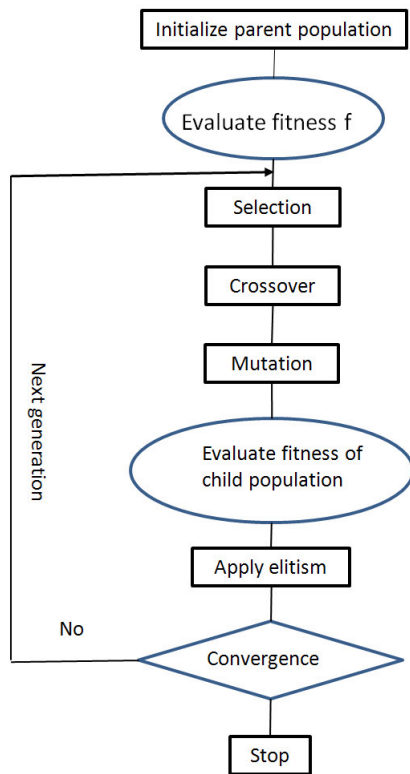 Initialize parent population
Evaluate fitness f
Selection
Crossover
Mutation
Evaluate fitness of
child population
Apply elitism
Convergence
No
Next generation
Stop